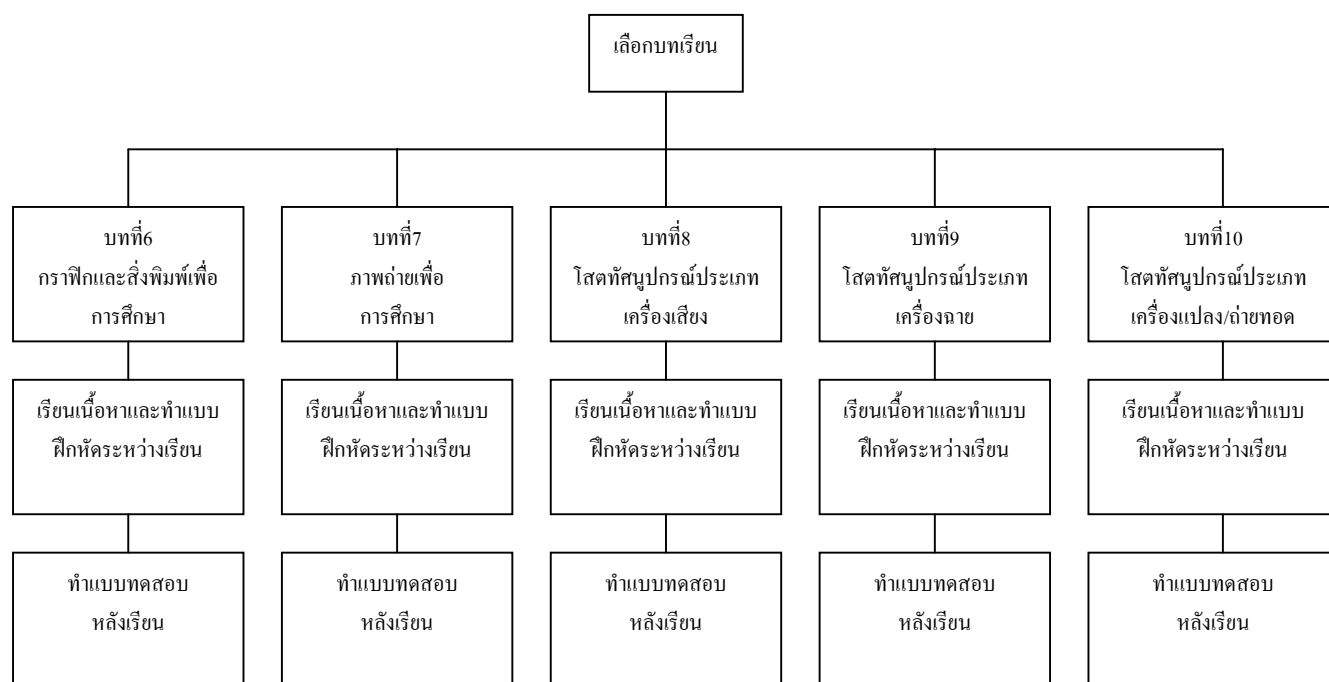 เลือกบทเรียน
บทที่6
กราฟิกและสิ่งพิมพ์เพื่อ
การศึกษา
บทที่7
ภาพถ่ายเพื่อ
การศึกษา
บทที่8
โสตทัศนูปกรณ์ประเภท
เครื่องเสียง
บทที่9
โสตทัศนูปกรณ์ประเภท
เครื่องฉาย
บทที่10
โสตทัศนูปกรณ์ประเภท
เครื่องแปลง/ถ่ายทอด
เรียนเนื้อหาและทำแบบ
ฝึกหัดระหว่างเรียน
เรียนเนื้อหาและทำแบบ
ฝึกหัดระหว่างเรียน
เรียนเนื้อหาและทำแบบ
ฝึกหัดระหว่างเรียน
เรียนเนื้อหาและทำแบบ
ฝึกหัดระหว่างเรียน
เรียนเนื้อหาและทำแบบ
ฝึกหัดระหว่างเรียน
ทำแบบทดสอบ
หลังเรียน
ทำแบบทดสอบ
หลังเรียน
ทำแบบทดสอบ
หลังเรียน
ทำแบบทดสอบ
หลังเรียน
ทำแบบทดสอบ
หลังเรียน